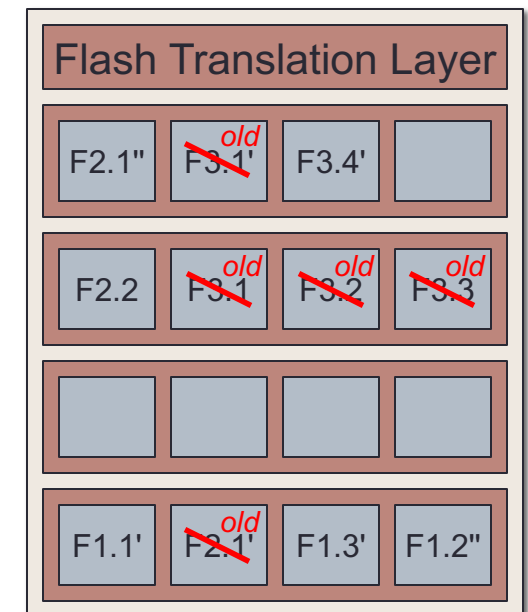 Flash Translation Layer
F2.1" F3.1' old F3.4'
F2.2 F3.1 old F3.2 old F3.3 old
F1.1' F2.1' old F1.3' F1.2"